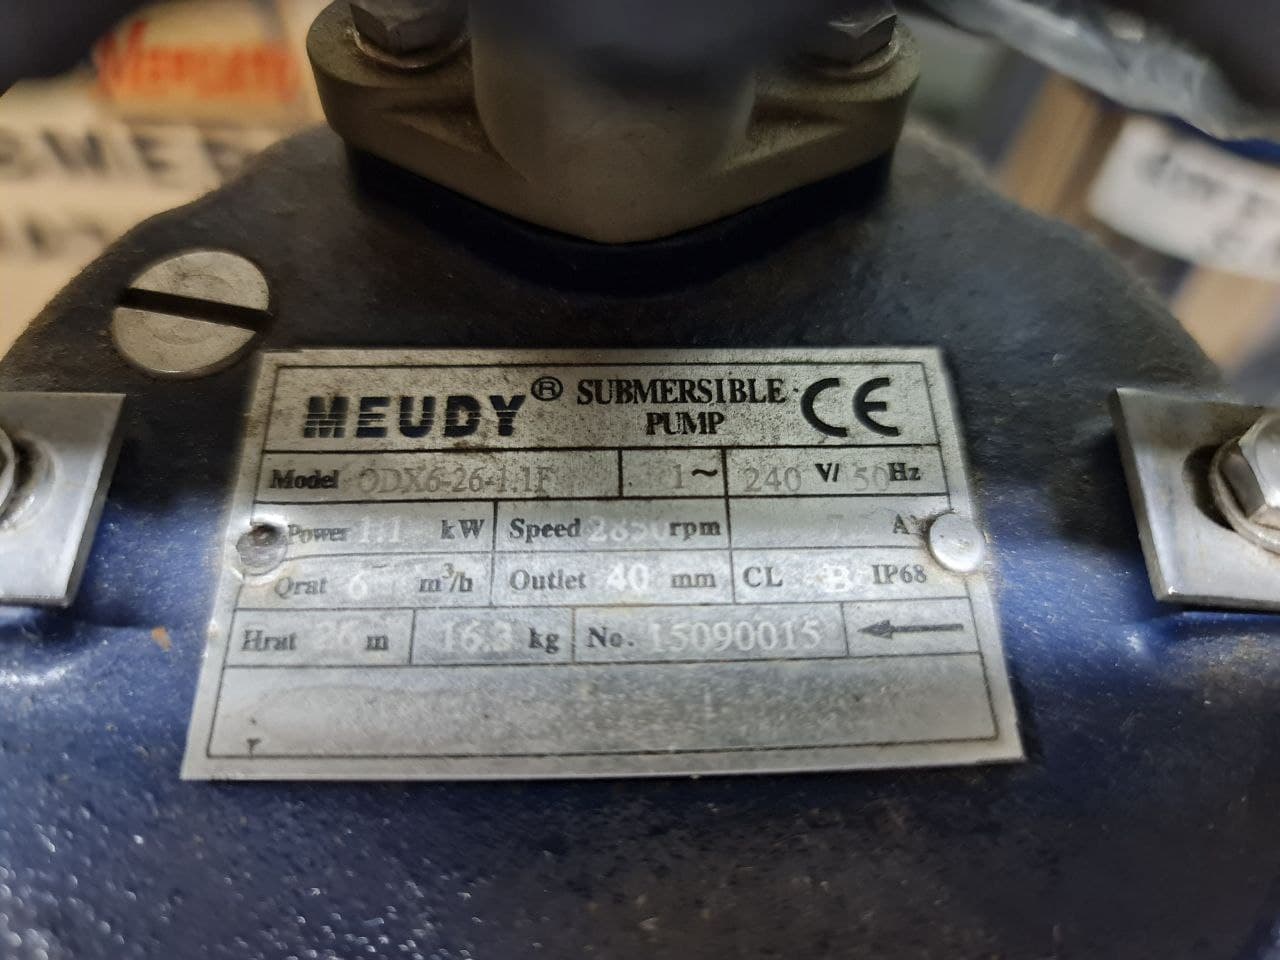 MEUDY® SUBMERSIBLE PUMP CE
Model QDX6-26-1.1F 1~ 240 V/ 50 Hz
Power 1.1 kW Speed 2850 rpm A
Qrat 6 m³/h Outlet 40 mm CL B IP68
Hrat 26 m 16.3 kg No. 15090015